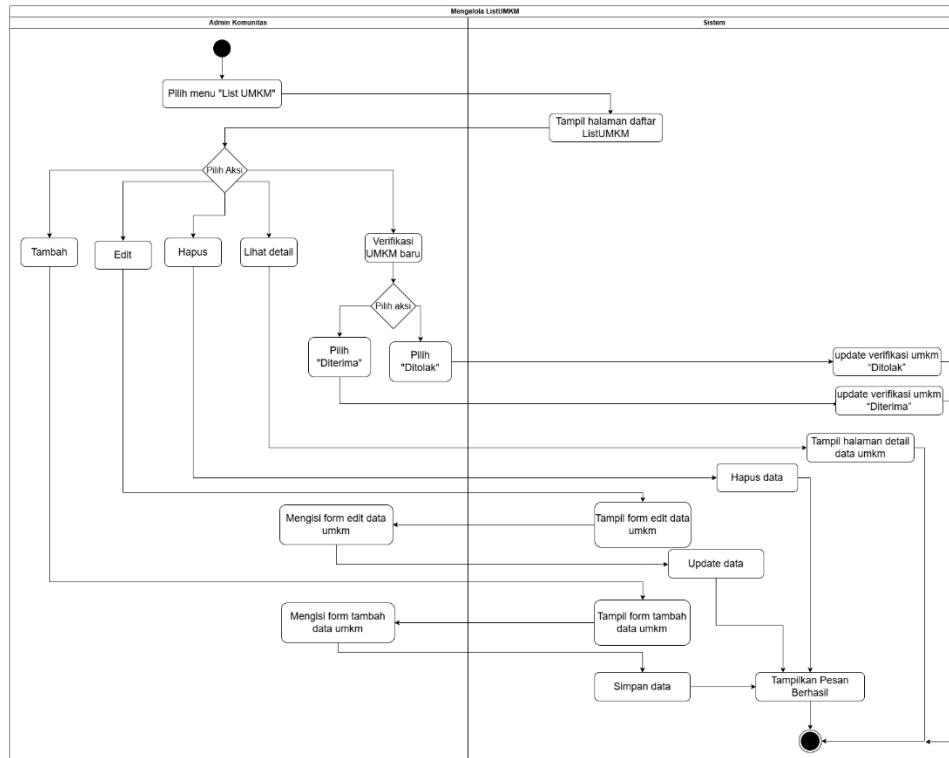 Mengelola ListUMKM
Admin Komunitas
Sistem
Pilih menu "List UMKM"
Tampil halaman daftar
ListUMKM
Pilih Aksi
Tambah
Edit
Hapus
Lihat detail
Verifikasi
UMKM baru
Pilih aksi
Pilih
"Diterima"
Pilih
"Ditolak"
update verifikasi umkm
“Ditolak”
update verifikasi umkm
“Diterima”
Tampil halaman detail
data umkm
Hapus data
Mengisi form edit data
umkm
Tampil form edit data
umkm
Update data
Mengisi form tambah
data umkm
Tampil form tambah
data umkm
Simpan data
Tampilkan Pesan
Berhasil